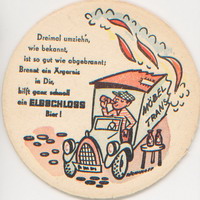 Dreimal umzieh'n,
wie bekannt,
ist so gut wie abgebrannt;
Brennt ein Ärgernis
in Dir,
hilft ganz schnell
ein ELBSCHLOSS
Bier!
MÖBEL
TRANS.